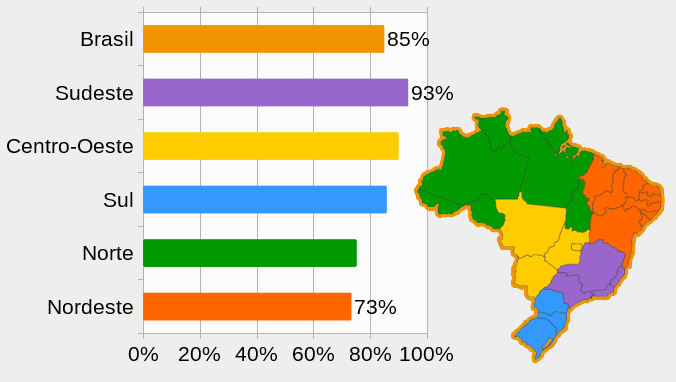 Brasil 85%
Sudeste 93%
Centro-Oeste
Sul
Norte
Nordeste 73%
0% 20% 40% 60% 80% 100%